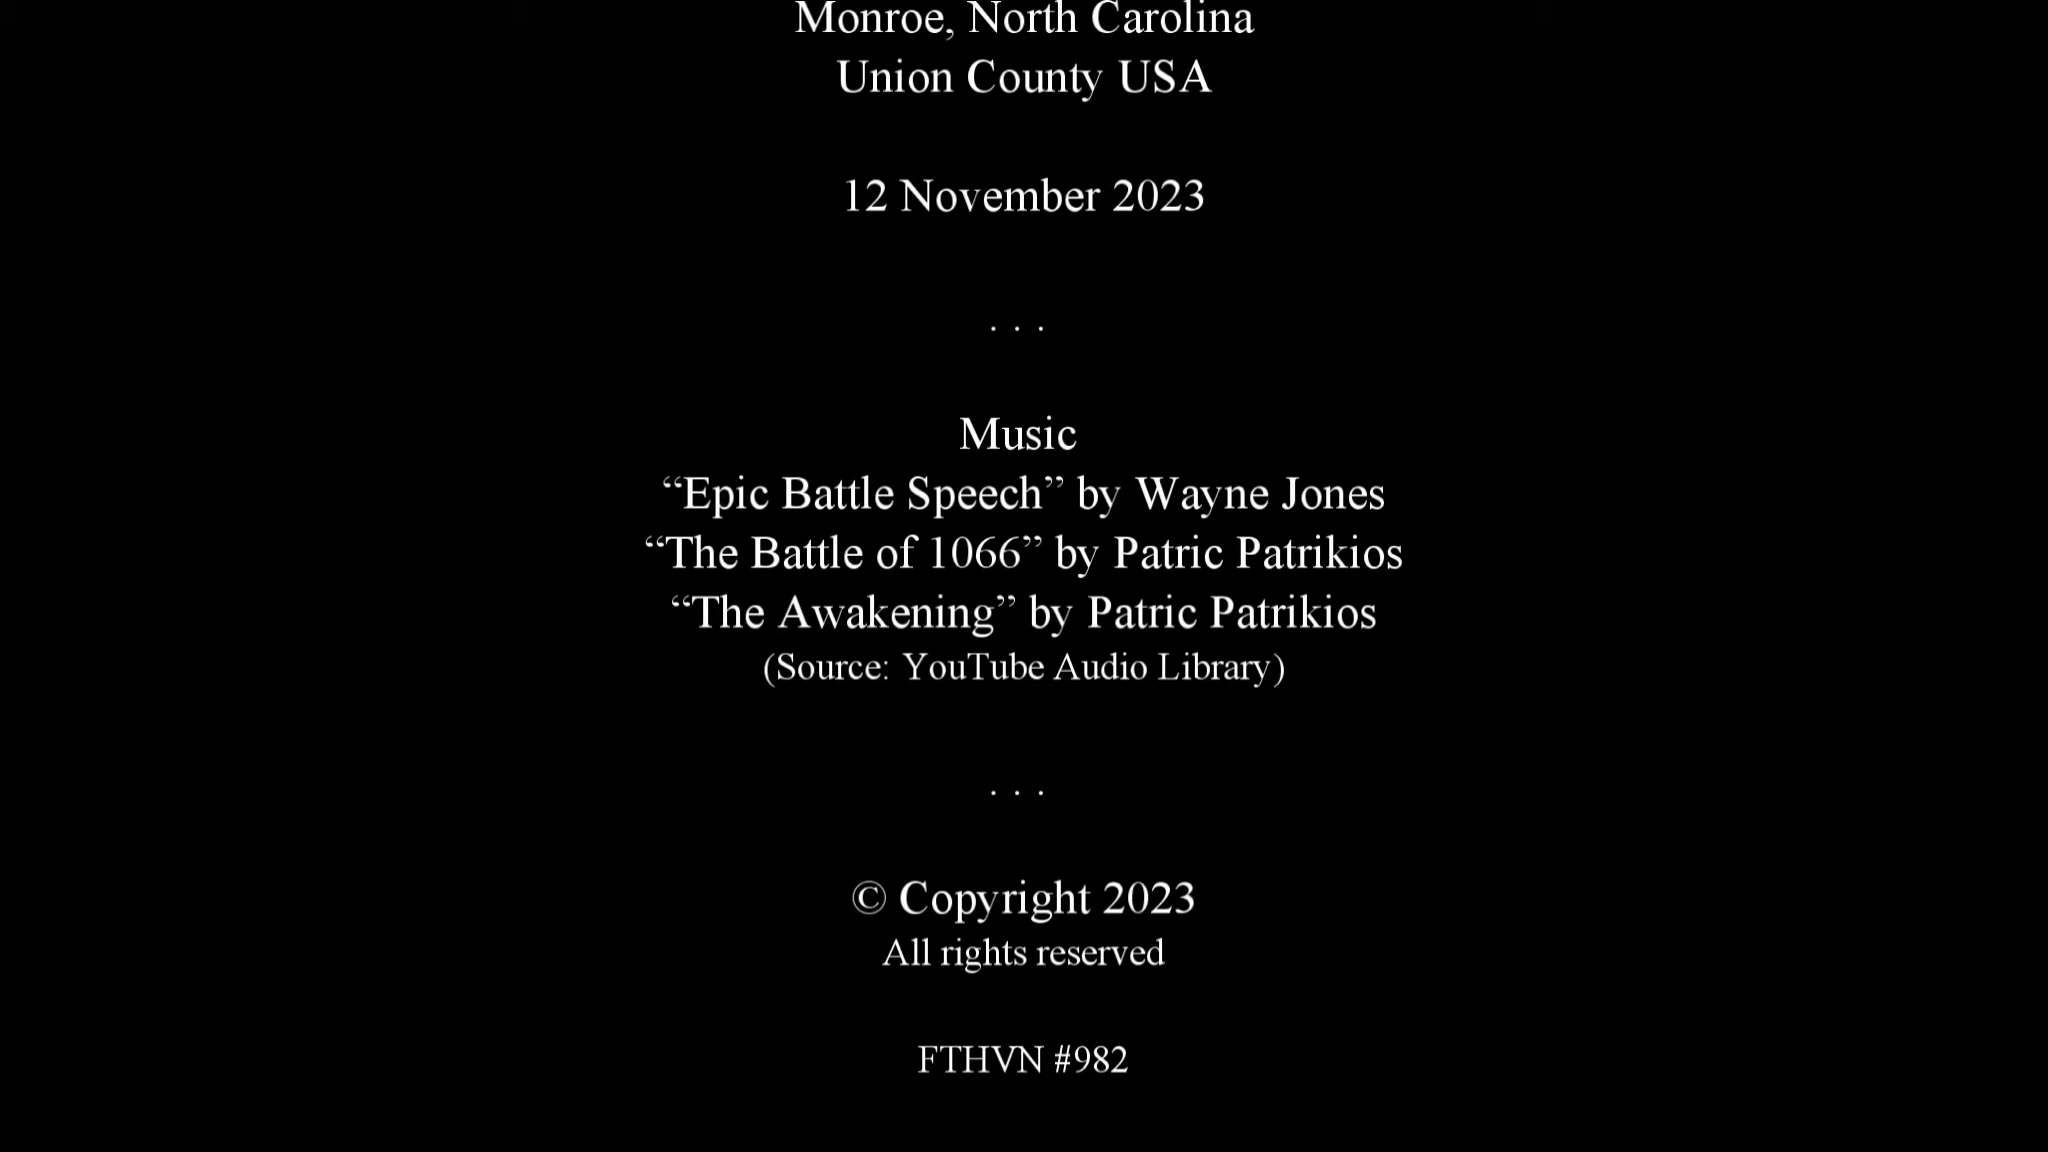 Monroe, North Carolina
Union County USA
12 November 2023
. . .
Music
“Epic Battle Speech” by Wayne Jones
“The Battle of 1066” by Patric Patrikios
“The Awakening” by Patric Patrikios
(Source: YouTube Audio Library)
. . .
© Copyright 2023
All rights reserved
FTHVN #982